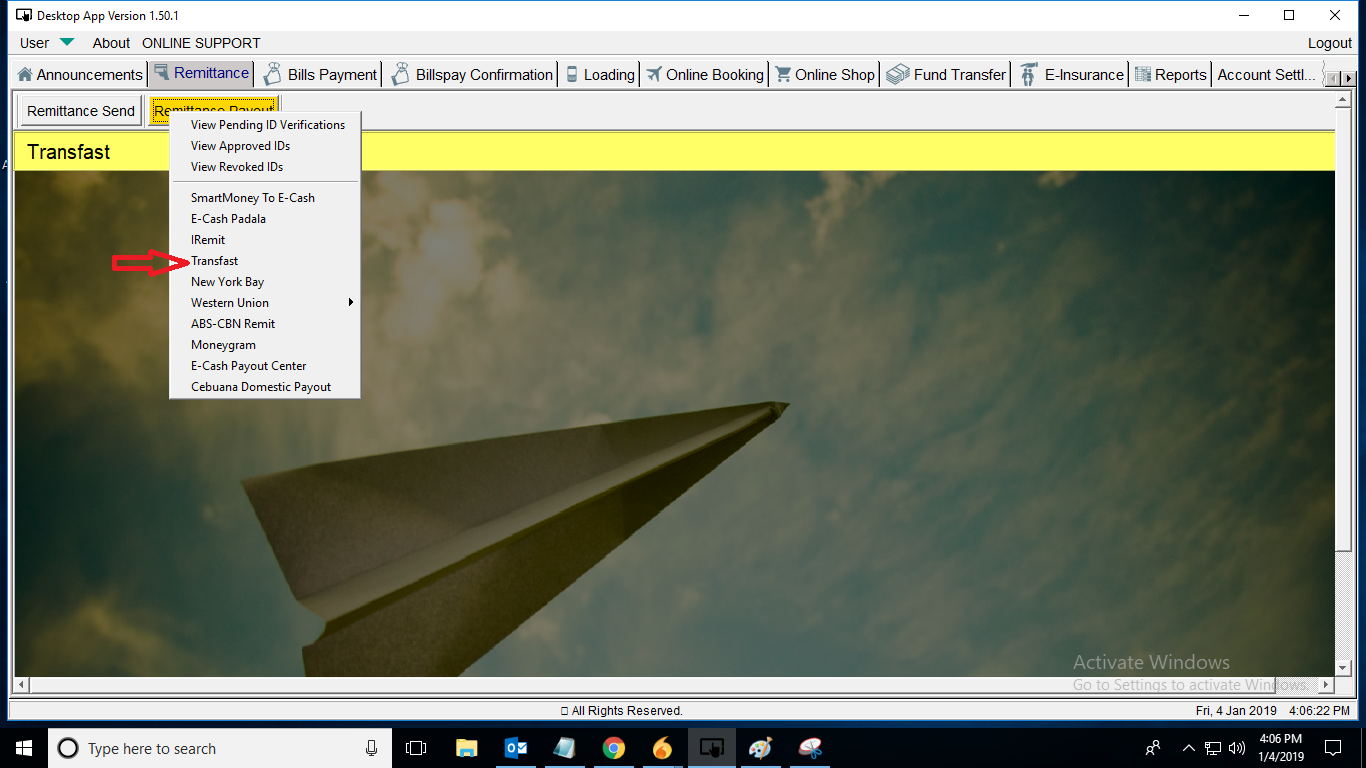 Desktop App Version 1.50.1
User About ONLINE SUPPORT Logout
Announcements Remittance Bills Payment Billspay Confirmation Loading Online Booking Online Shop Fund Transfer E-Insurance Reports Account Settl...
Remittance Send Remittance Payout
View Pending ID Verifications
View Approved IDs
View Revoked IDs
Transfast
SmartMoney To E-Cash
E-Cash Padala
IRemit
Transfast
New York Bay
Western Union
ABS-CBN Remit
Moneygram
E-Cash Payout Center
Cebuana Domestic Payout
Activate Windows
Go to Settings to activate Windows.
All Rights Reserved. Fri, 4 Jan 2019 4:06:22 PM
Type here to search
4:06 PM
1/4/2019